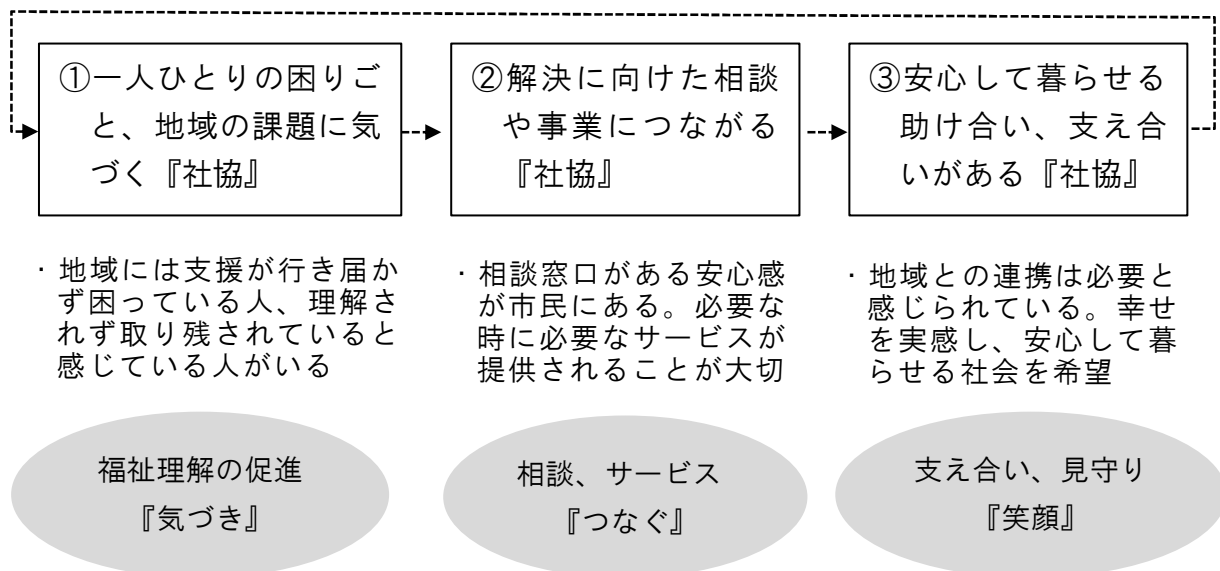 ①一人ひとりの困りご
と、地域の課題に気
づく『社協』
②解決に向けた相談
や事業につながる
『社協』
③安心して暮らせる
助け合い、支え合
いがある『社協』
・地域には支援が行き届か
ず困っている人、理解さ
れず取り残されていると
感じている人がいる
・相談窓口がある安心感
が市民にある。必要な
時に必要なサービスが
提供されることが大切
・地域との連携は必要と
感じられている。幸せ
を実感し、安心して暮
らせる社会を希望
福祉理解の促進
『気づき』
相談、サービス
『つなぐ』
支え合い、見守り
『笑顔』